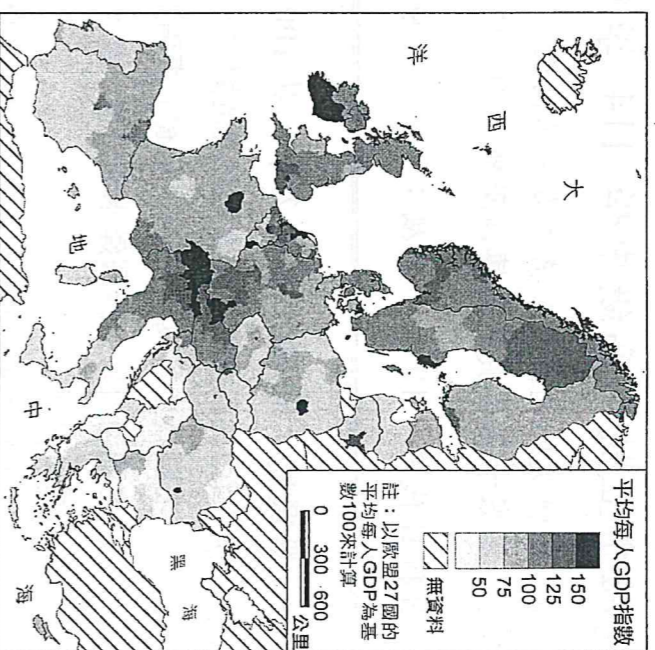 平均每人GDP指數
150
125
100
75
50
無資料
註：以歐盟27國的
平均每人GDP為基
數100來計算
0 300 600
公里
大
西
洋
地
中
海
黑
海